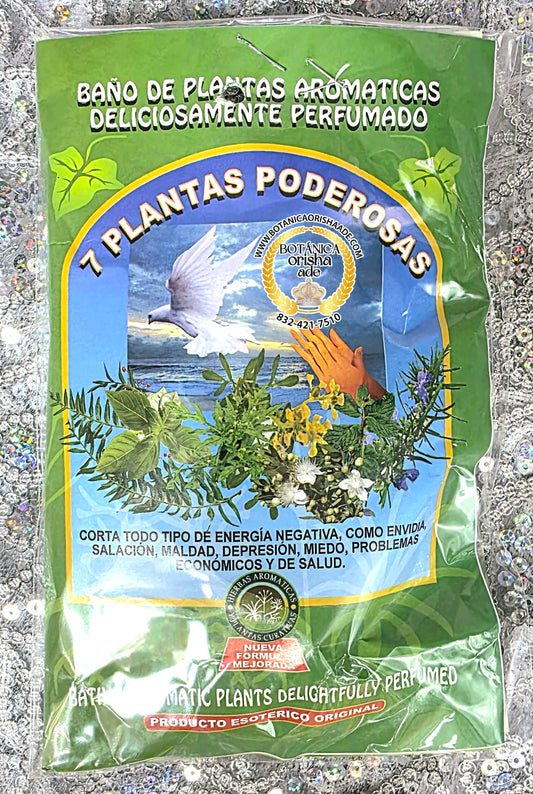 BAÑO DE PLANTAS AROMATICAS
DELICIOSAMENTE PERFUMADO
7 PLANTAS PODEROSAS
WWW.BOTANICAORISHAADE.COM
BOTÁNICA
orisha
ade
832-421-7510
CORTA TODO TIPO DE ENERGÍA NEGATIVA, COMO ENVIDIA,
SALACIÓN, MALDAD, DEPRESIÓN, MIEDO, PROBLEMAS
ECONÓMICOS Y DE SALUD.
HERBAS AROMATICAS
PLANTAS CURATIVAS
NUEVA
FORMULA
MEJORADA
PLANTS DELIGHTFULLY PERFUMED
PRODUCTO ESOTERICO ORIGINAL